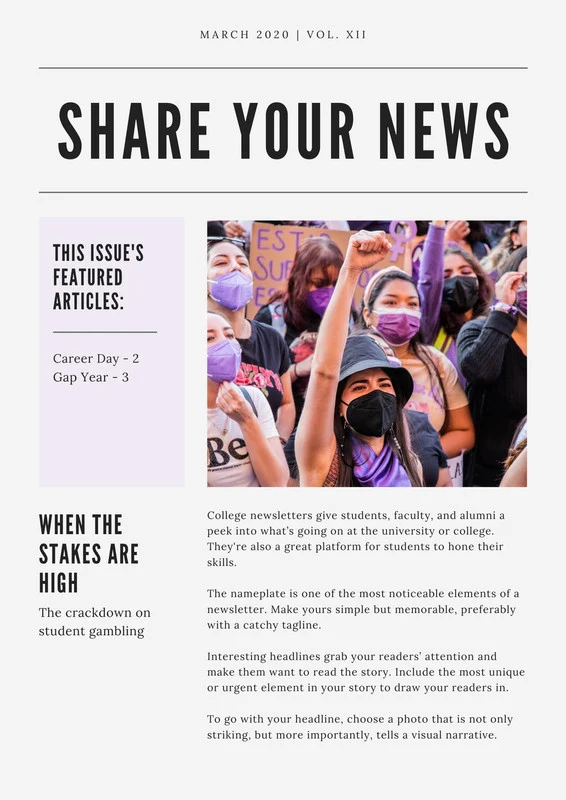 MARCH 2020 | VOL. XII
SHARE YOUR NEWS
THIS ISSUE'S
FEATURED
ARTICLES:
Career Day - 2
Gap Year - 3
Be
WHEN THE
STAKES ARE
HIGH
The crackdown on
student gambling
College newsletters give students, faculty, and alumni a
peek into what's going on at the university or college.
They're also a great platform for students to hone their
skills.
The nameplate is one of the most noticeable elements of a
newsletter. Make yours simple but memorable, preferably
with a catchy tagline.
Interesting headlines grab your readers' attention and
make them want to read the story. Include the most unique
or urgent element in your story to draw your readers in.
To go with your headline, choose a photo that is not only
striking, but more importantly, tells a visual narrative.